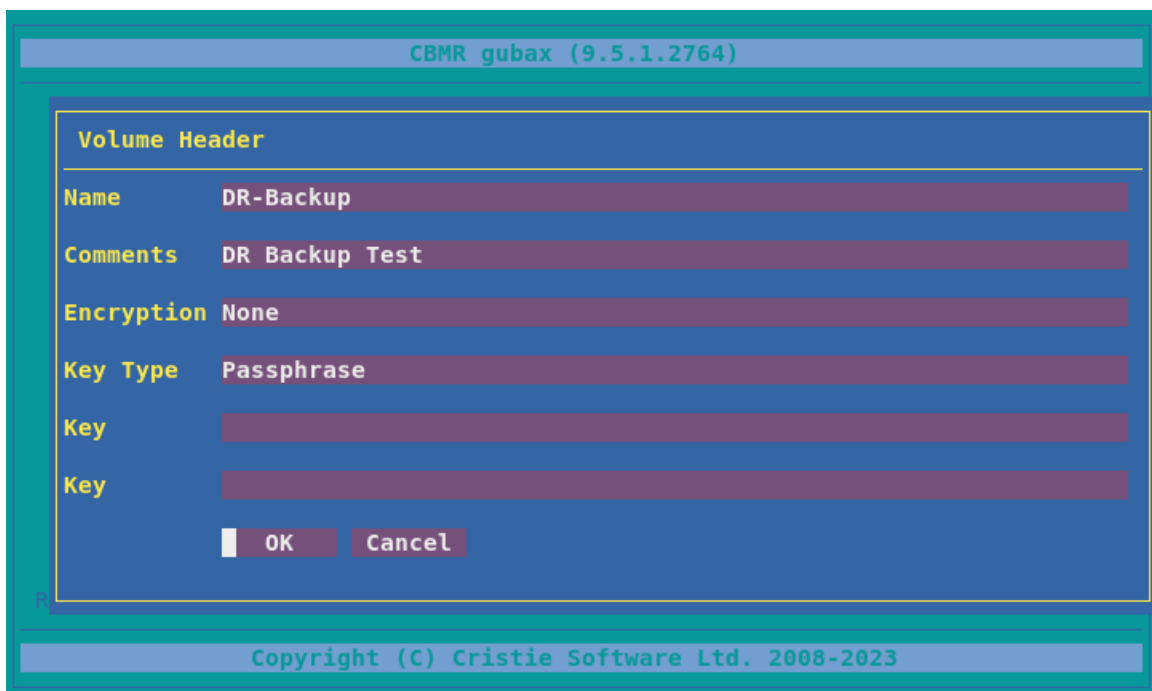 CBMR gubax (9.5.1.2764)
Volume Header
Name DR-Backup
Comments DR Backup Test
Encryption None
Key Type Passphrase
Key
Key
OK Cancel
R
Copyright (C) Cristie Software Ltd. 2008-2023